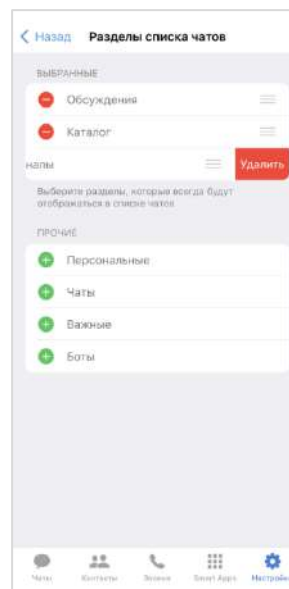 Назад Разделы списка чатов
ВЫБРАННЫЕ
Обсуждения
Каталог
налы Удалить
Выберите разделы, которые всегда будут
отображаться в списке чатов
ПРОЧИЕ
Персональные
Чаты
Важные
Боты
Чаты Контакты Звонки Smart Apps Настройки